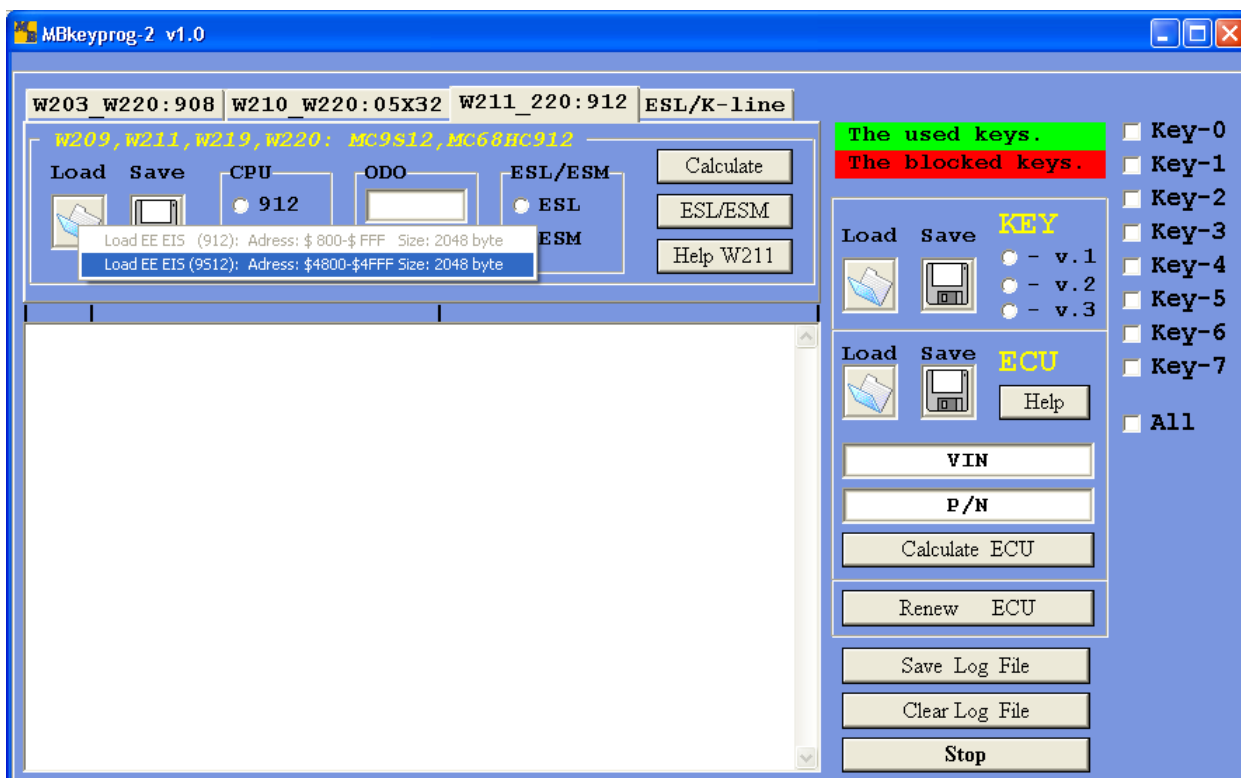 MBkeyprog-2 v1.0
W203_W220:908 W210_W220:05X32 W211_220:912 ESL/K-line
W209,W211,W219,W220: MC9S12,MC68HC912
Load Save CPU ODO ESL/ESM
912 ESL
ESM
Load EE EIS (912): Adress: $ 800-$ FFF Size: 2048 byte
Load EE EIS (9S12): Adress: $4800-$4FFF Size: 2048 byte
Calculate
ESL/ESM
Help W211
The used keys.
The blocked keys.
Load Save KEY
- v.1
- v.2
- v.3
Load Save ECU
Help
VIN
P/N
Calculate ECU
Renew ECU
Save Log File
Clear Log File
Stop
Key-0
Key-1
Key-2
Key-3
Key-4
Key-5
Key-6
Key-7
All